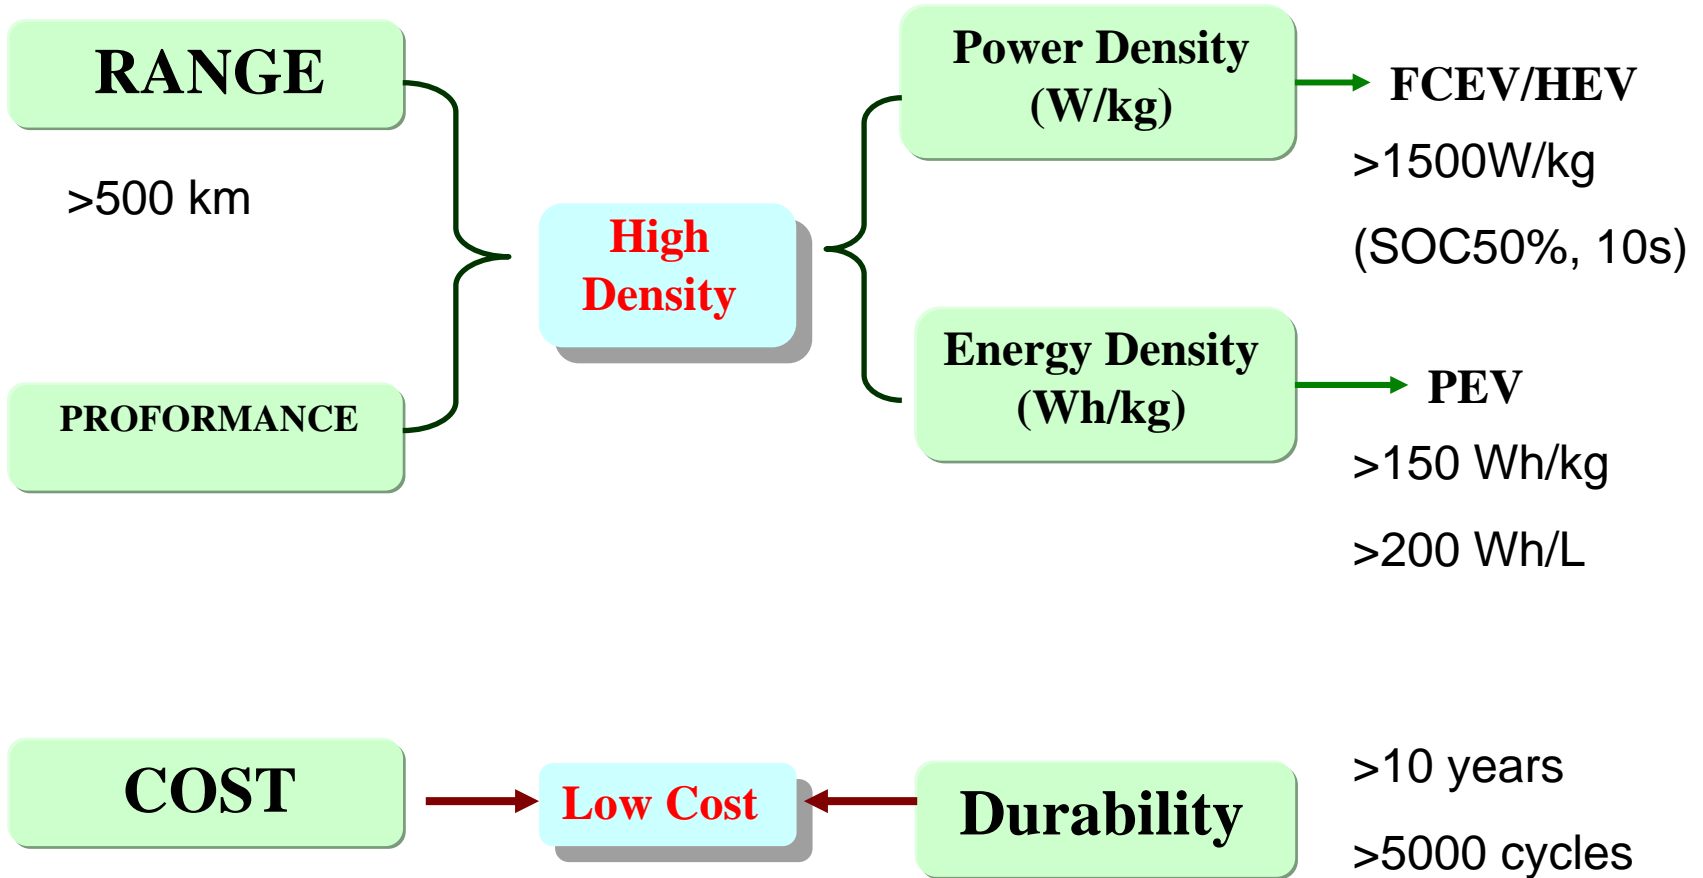 RANGE
>500 km
PROFORMANCE
High
Density
Power Density
(W/kg)
FCEV/HEV
>1500W/kg
(SOC50%, 10s)
Energy Density
(Wh/kg)
PEV
>150 Wh/kg
>200 Wh/L
COST
Low Cost
Durability
>10 years
>5000 cycles